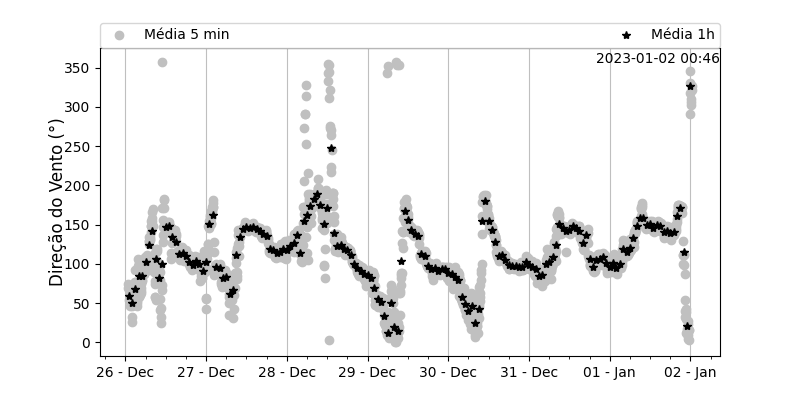 Média 5 min
Média 1h
2023-01-02 00:46
Direção do Vento (°)
350
300
250
200
150
100
50
0
26 - Dec
27 - Dec
28 - Dec
29 - Dec
30 - Dec
31 - Dec
01 - Jan
02 - Jan